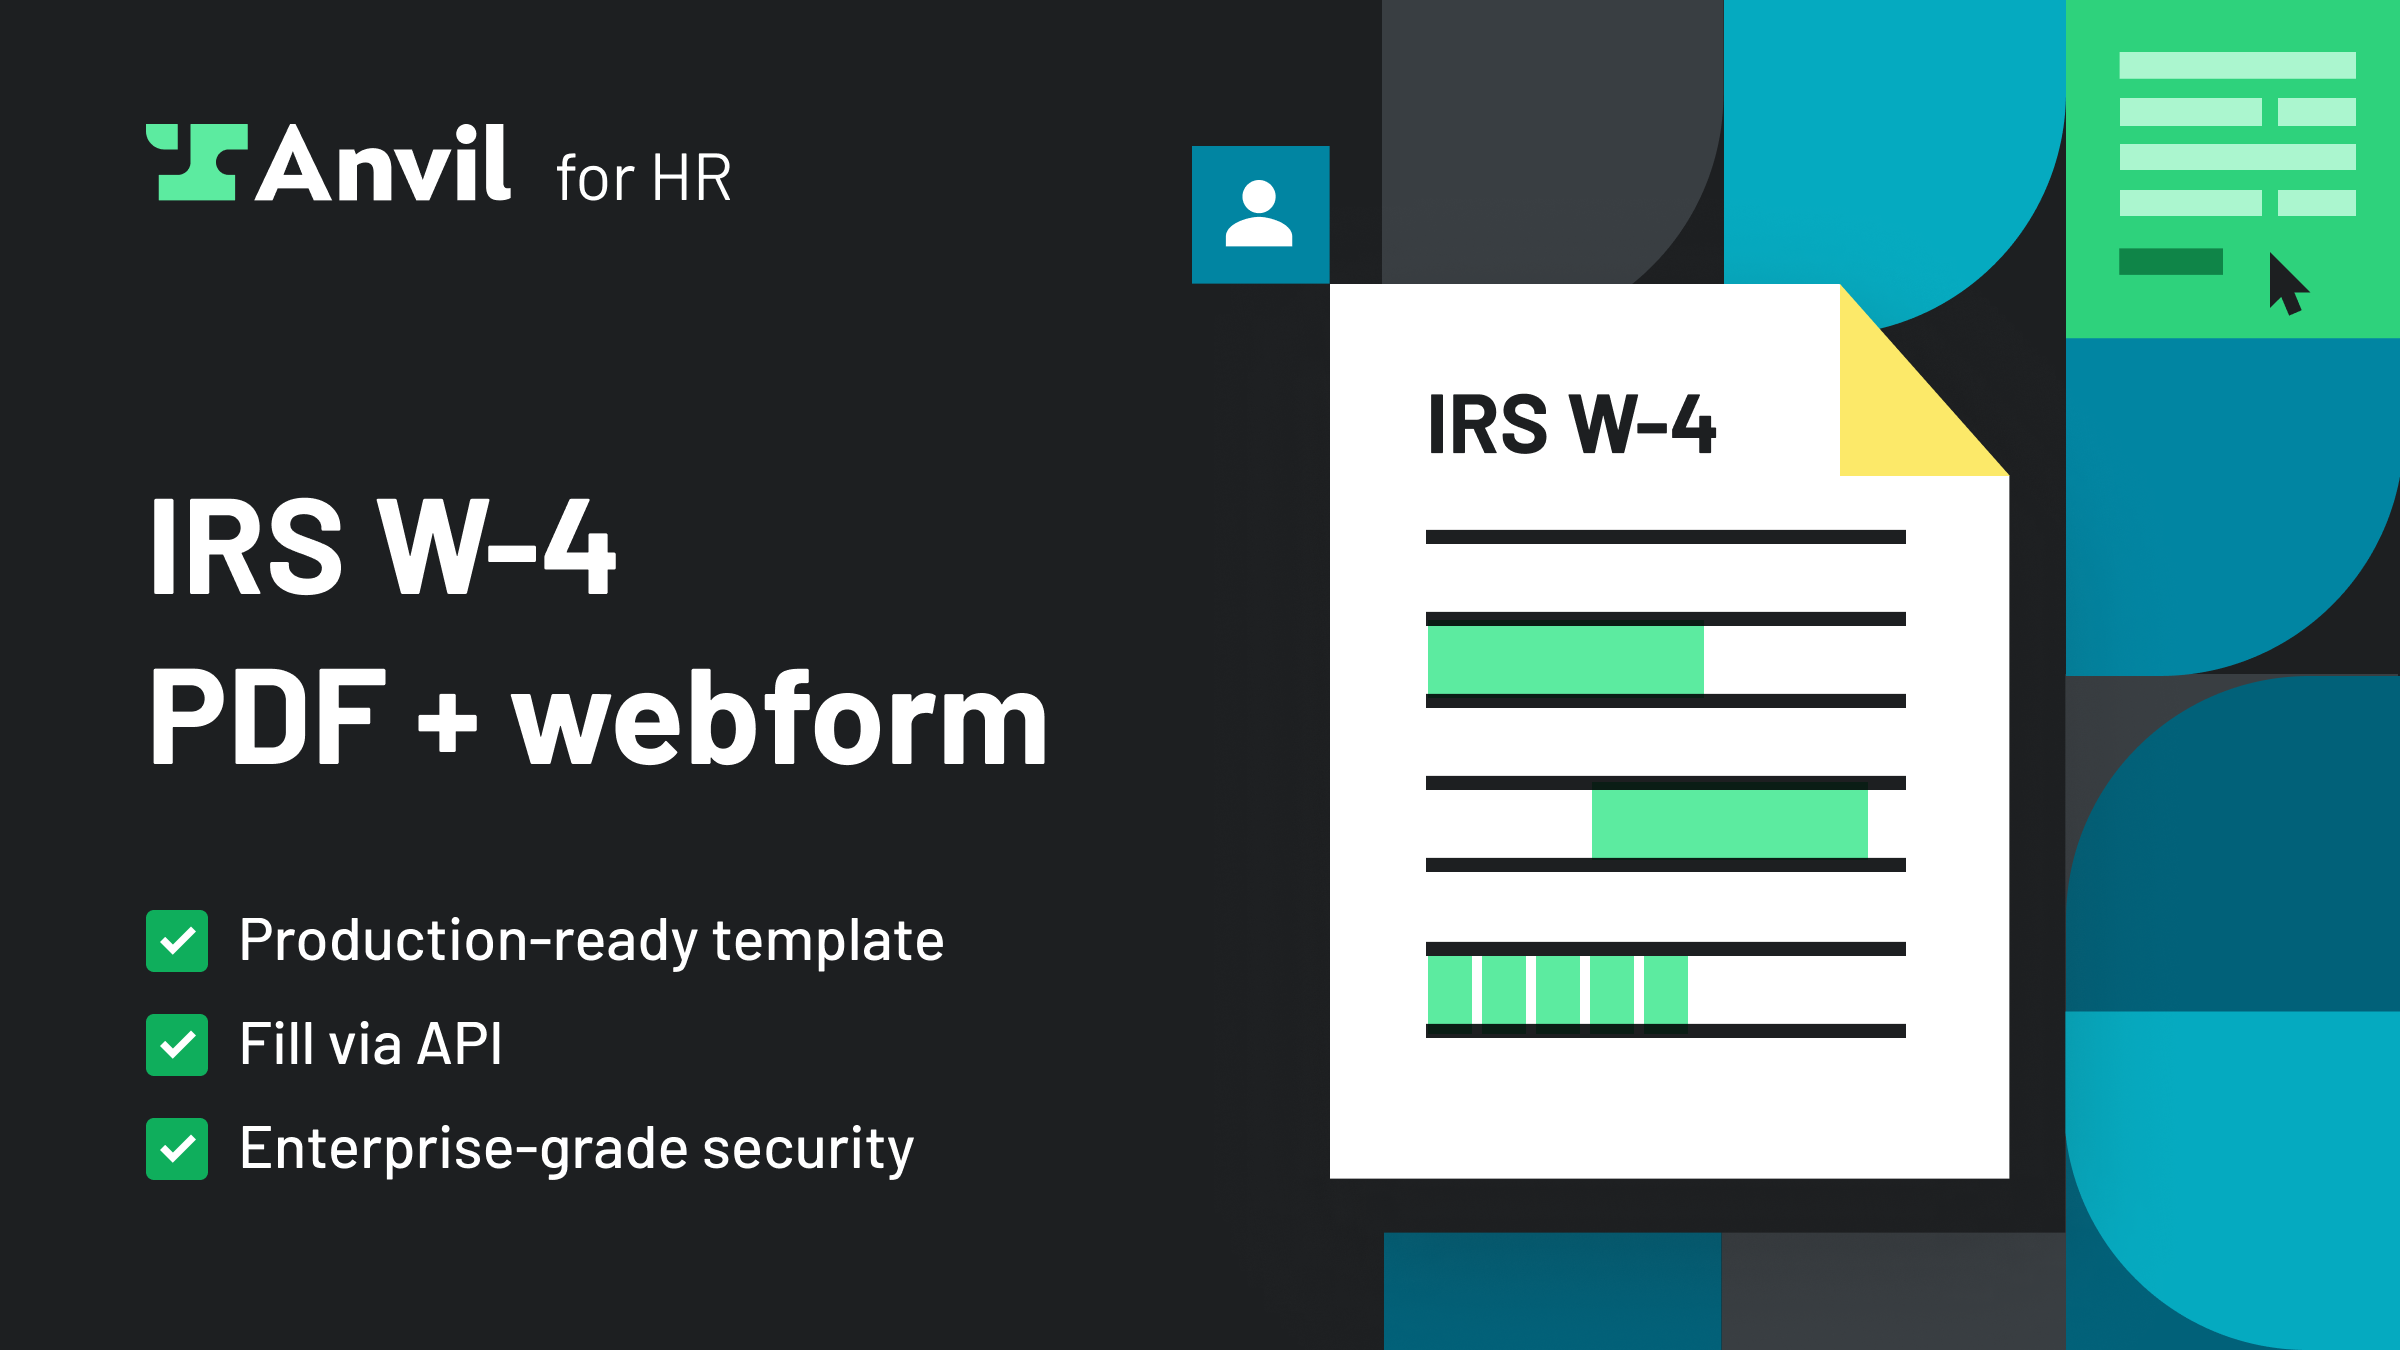 Anvil for HR
IRS W-4
PDF + webform
Production-ready template
Fill via API
Enterprise-grade security
IRS W-4